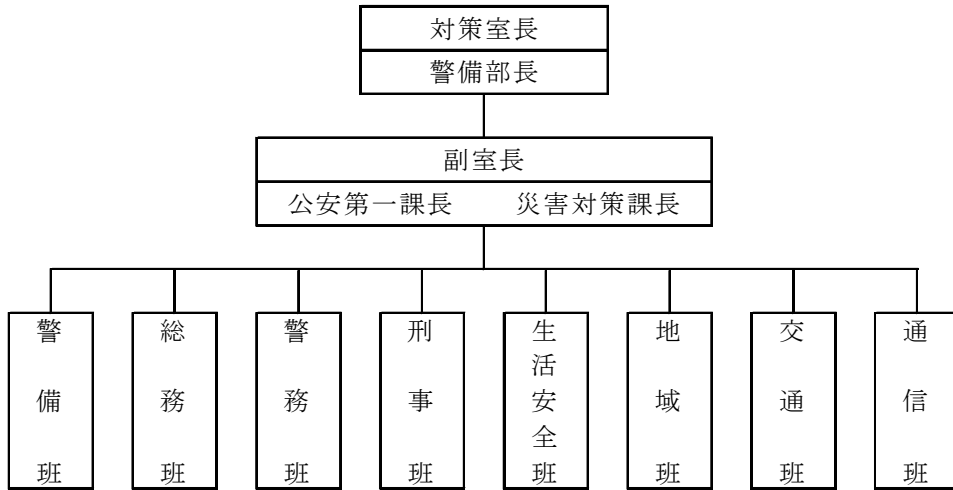 対策室長
警備部長
副室長
公安第一課長 災害対策課長
警備班
総務班
警務班
刑事班
生活安全班
地域班
交通班
通信班